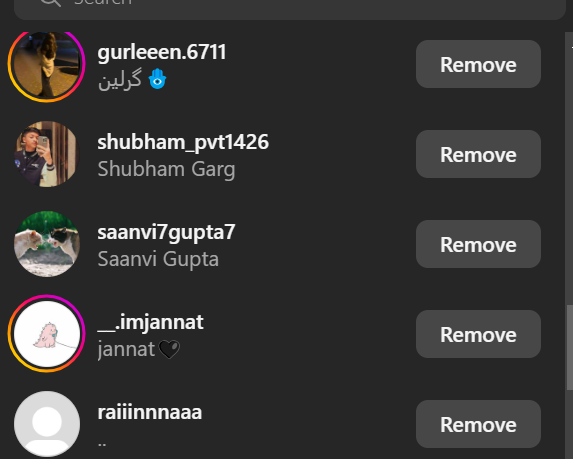 Search
gurleeen.6711
گرلین 🪬
Remove
shubham_pvt1426
Shubham Garg
Remove
saanvi7gupta7
Saanvi Gupta
Remove
__.imjannat
jannat🖤
Remove
raiiinnnaaa
..
Remove